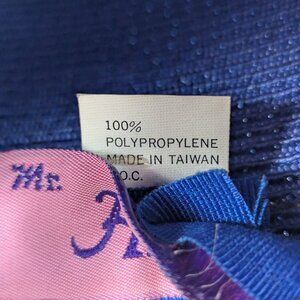 100%
POLYPROPYLENE
MADE IN TAIWAN
.O.C.
Mr.